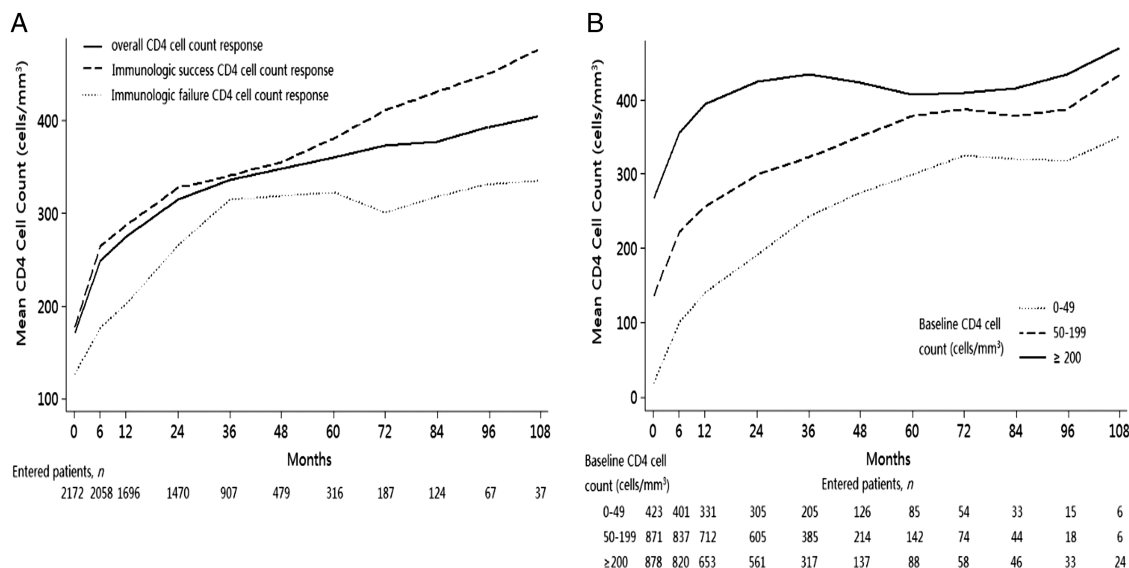 A
overall CD4 cell count response
Immunologic success CD4 cell count response
Immunologic failure CD4 cell count response
Mean CD4 Cell Count (cells/mm³)
400
300
200
100
0 6 12 24 36 48 60 72 84 96 108
Months
Entered patients, n
2172 2058 1696 1470 907 479 316 187 124 67 37
B
Mean CD4 Cell Count (cells/mm³)
400
300
200
100
0
Baseline CD4 cell
count (cells/mm³)
0-49
50-199
≥ 200
0 6 12 24 36 48 60 72 84 96 108
Months
Baseline CD4 cell
count (cells/mm³)
Entered patients, n
0-49 423 401 331 305 205 126 85 54 33 15 6
50-199 871 837 712 605 385 214 142 74 44 18 6
≥200 878 820 653 561 317 137 88 58 46 33 24